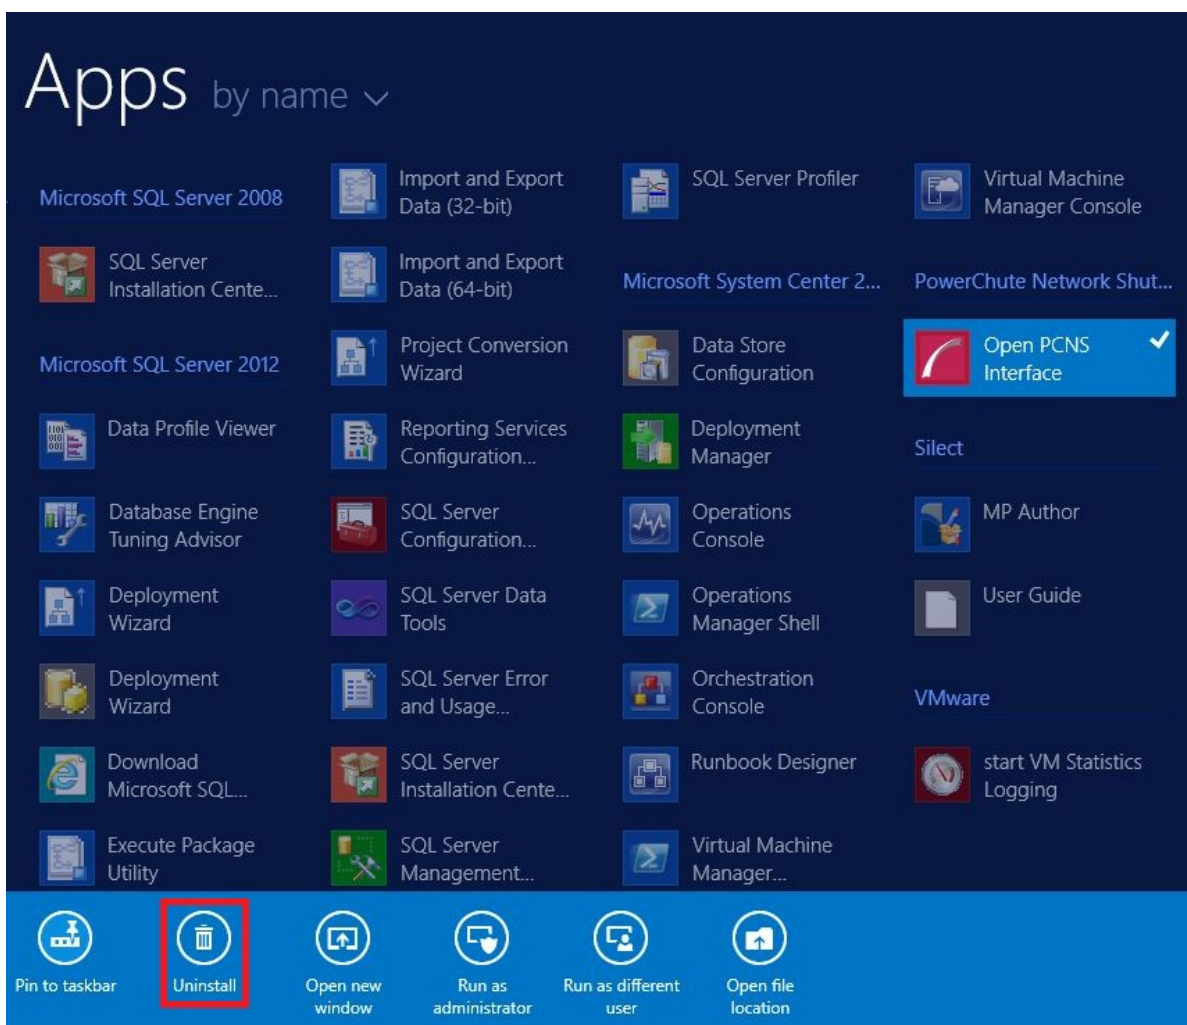 Apps by name
Microsoft SQL Server 2008
SQL Server
Installation Cente...
Microsoft SQL Server 2012
Data Profile Viewer
Database Engine
Tuning Advisor
Deployment
Wizard
Deployment
Wizard
Download
Microsoft SQL...
Execute Package
Utility
Import and Export
Data (32-bit)
Import and Export
Data (64-bit)
Project Conversion
Wizard
Reporting Services
Configuration...
SQL Server
Configuration...
SQL Server Data
Tools
SQL Server Error
and Usage...
SQL Server
Installation Cente...
SQL Server
Management...
SQL Server Profiler
Microsoft System Center 2...
Data Store
Configuration
Deployment
Manager
Operations
Console
Operations
Manager Shell
Orchestration
Console
Runbook Designer
Virtual Machine
Manager...
Virtual Machine
Manager Console
PowerChute Network Shut...
Open PCNS
Interface
Silect
MP Author
User Guide
VMware
start VM Statistics
Logging
Pin to taskbar
Uninstall
Open new
window
Run as
administrator
Run as different
user
Open file
location